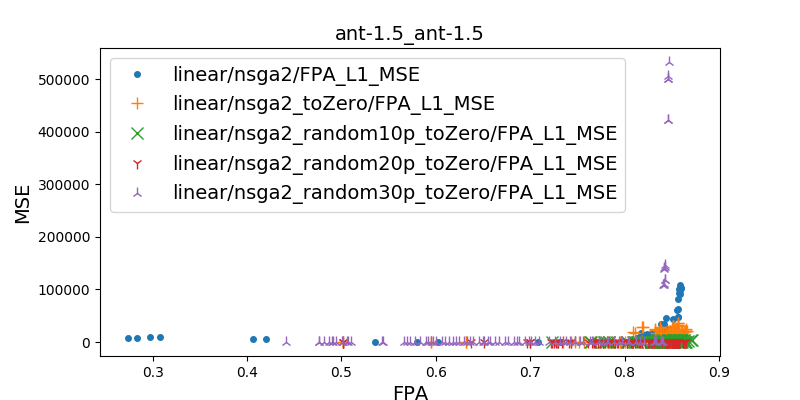 ant-1.5_ant-1.5
linear/nsga2/FPA_L1_MSE
linear/nsga2_toZero/FPA_L1_MSE
linear/nsga2_random10p_toZero/FPA_L1_MSE
linear/nsga2_random20p_toZero/FPA_L1_MSE
linear/nsga2_random30p_toZero/FPA_L1_MSE
MSE
500000
400000
300000
200000
100000
0
0.3 0.4 0.5 0.6 0.7 0.8 0.9
FPA